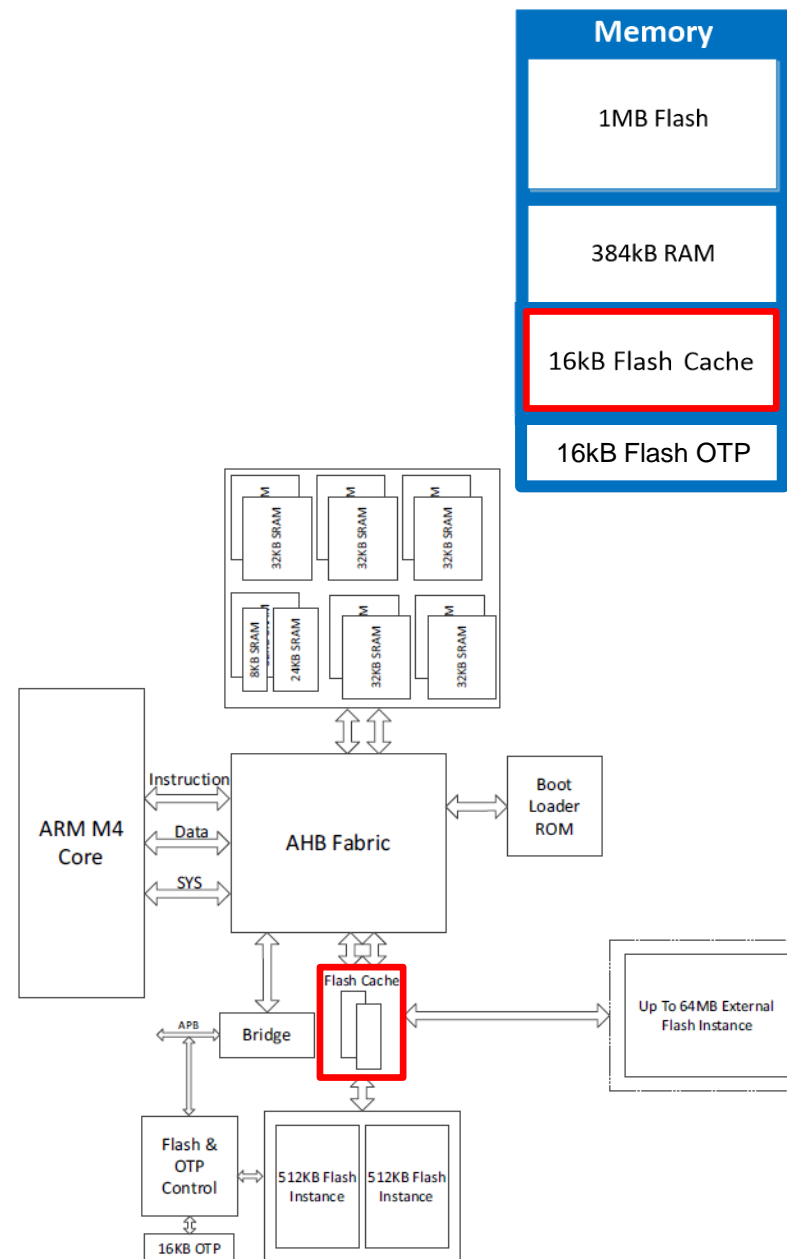 Memory
1MB Flash
384kB RAM
16kB Flash Cache
16kB Flash OTP
M
32KB SRAM
M
32KB SRAM
M
32KB SRAM
8KB SRAM
24KB SRAM
M
32KB SRAM
M
32KB SRAM
ARM M4
Core
Instruction
Data
SYS
AHB Fabric
Boot
Loader
ROM
Flash Cache
Up To 64MB External
Flash Instance
APB
Bridge
Flash &
OTP
Control
512KB Flash
Instance
512KB Flash
Instance
16KB OTP